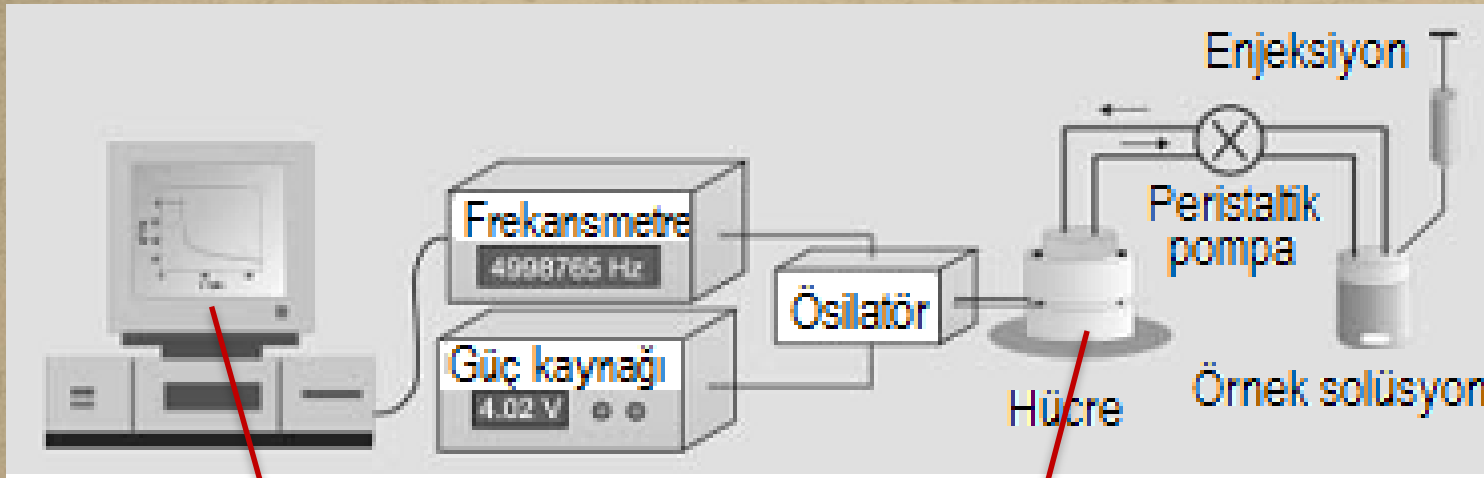 Enjeksiyon
Frekansmetre
4998765 Hz
Peristaltik
pompa
Ösilatör
Güç kaynağı
4.02 V
Hücre
Örnek solüsyon